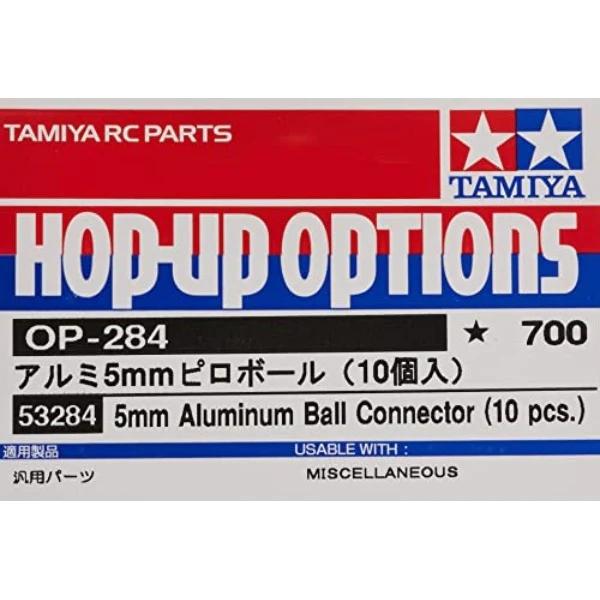 TAMIYA RC PARTS
TAMIYA
HOP-UP OPTIONS
OP-284 ★ 700
アルミ5mmピロボール（10個入）
53284 5mm Aluminum Ball Connector (10 pcs.)
適用製品 USABLE WITH :
汎用パーツ MISCELLANEOUS